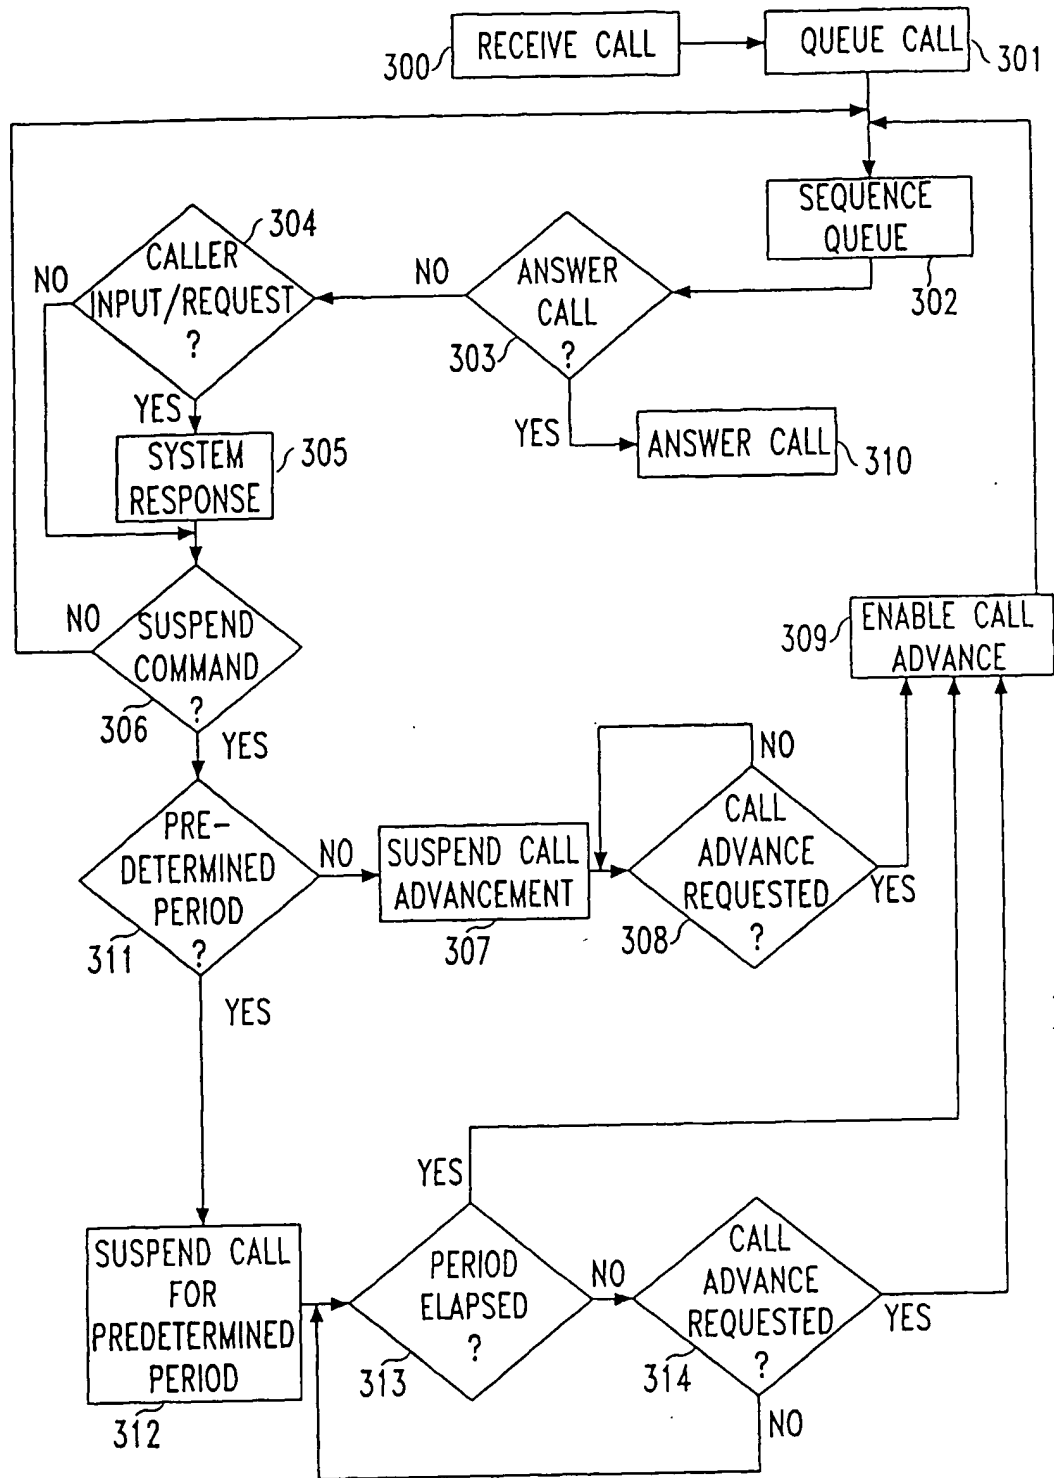 RECEIVE CALL
300
QUEUE CALL
301
SEQUENCE
QUEUE
302
ANSWER
CALL
?
303
NO
YES
ANSWER CALL
310
CALLER
INPUT/REQUEST
?
304
NO
YES
SYSTEM
RESPONSE
305
SUSPEND
COMMAND
?
306
NO
YES
PRE-
DETERMINED
PERIOD
?
311
NO
YES
SUSPEND CALL
ADVANCEMENT
307
CALL
ADVANCE
REQUESTED
?
308
NO
YES
ENABLE CALL
ADVANCE
309
SUSPEND CALL
FOR
PREDETERMINED
PERIOD
312
PERIOD
ELAPSED
?
313
YES
NO
CALL
ADVANCE
REQUESTED
?
314
YES
NO